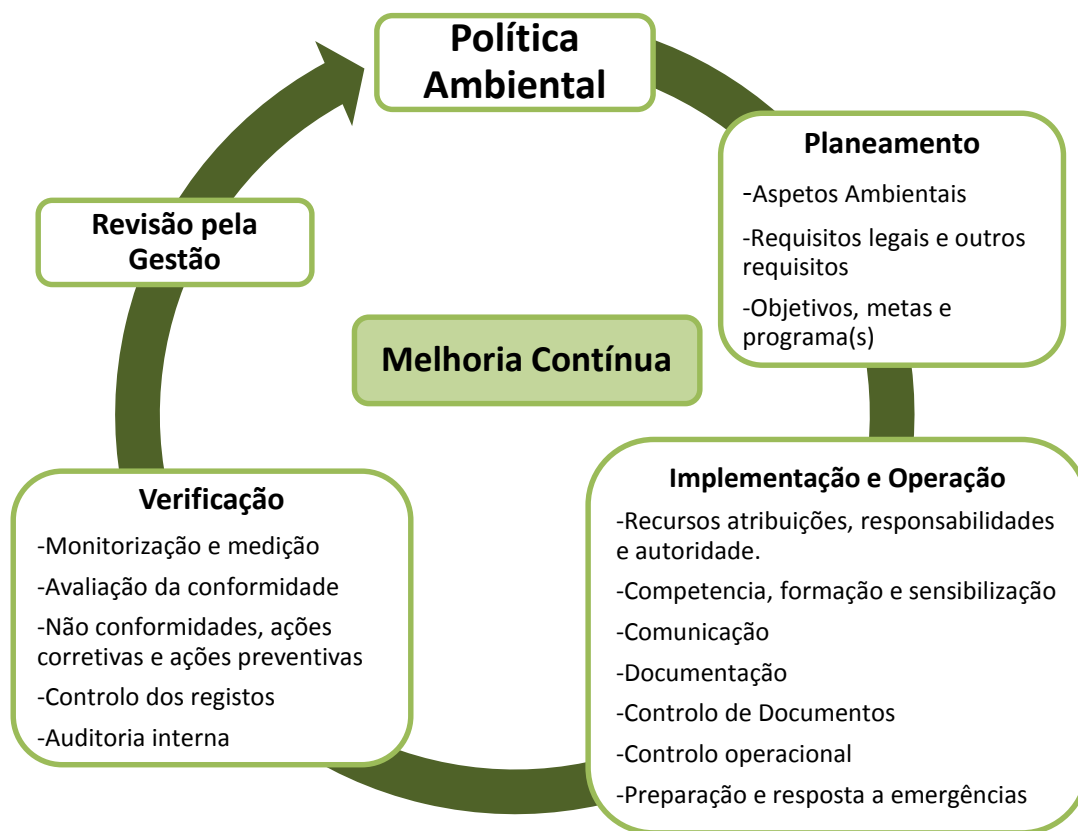 Política
Ambiental
Planeamento
-Aspetos Ambientais
-Requisitos legais e outros
requisitos
-Objetivos, metas e
programa(s)
Revisão pela
Gestão
Melhoria Contínua
Implementação e Operação
-Recursos atribuições, responsabilidades
e autoridade.
-Competencia, formação e sensibilização
-Comunicação
-Documentação
-Controlo de Documentos
-Controlo operacional
-Preparação e resposta a emergências
Verificação
-Monitorização e medição
-Avaliação da conformidade
-Não conformidades, ações
corretivas e ações preventivas
-Controlo dos registos
-Auditoria interna